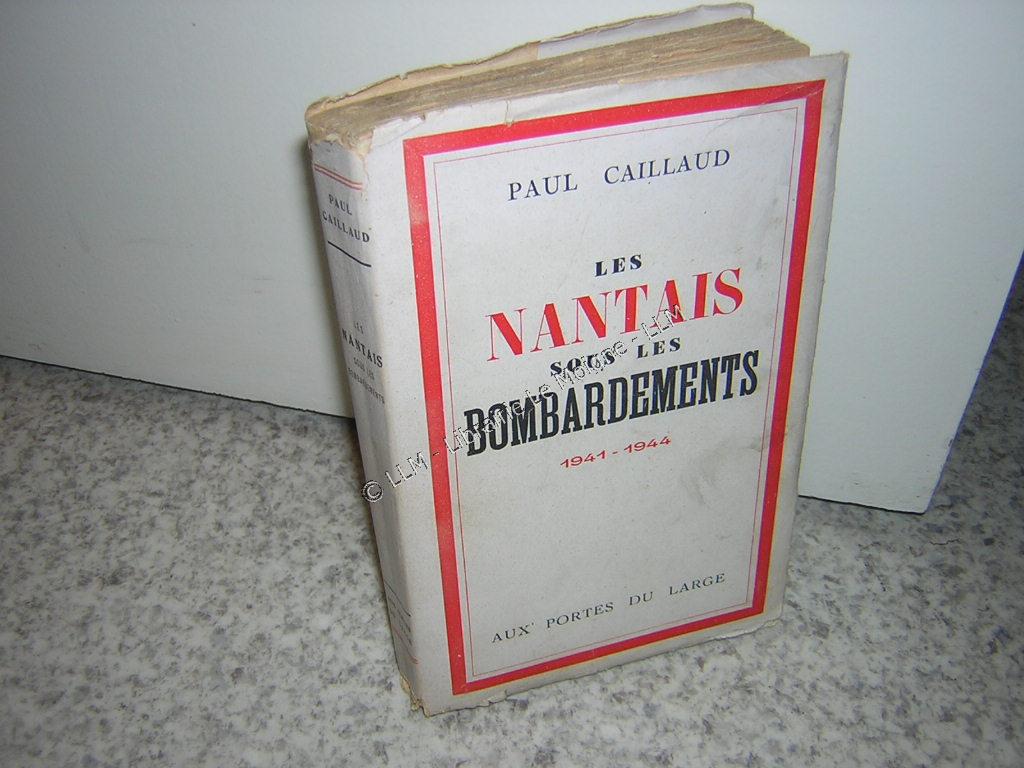 PAUL CAILLAUD
LES
NANTAIS
SOUS LES
BOMBARDEMENTS
1941 - 1944
AUX PORTES DU LARGE
PAUL
CAILLAUD
LES
NANTAIS
SOUS LES
BOMBARDEMENTS
© LLM - Librairie Le Moigne - LLM